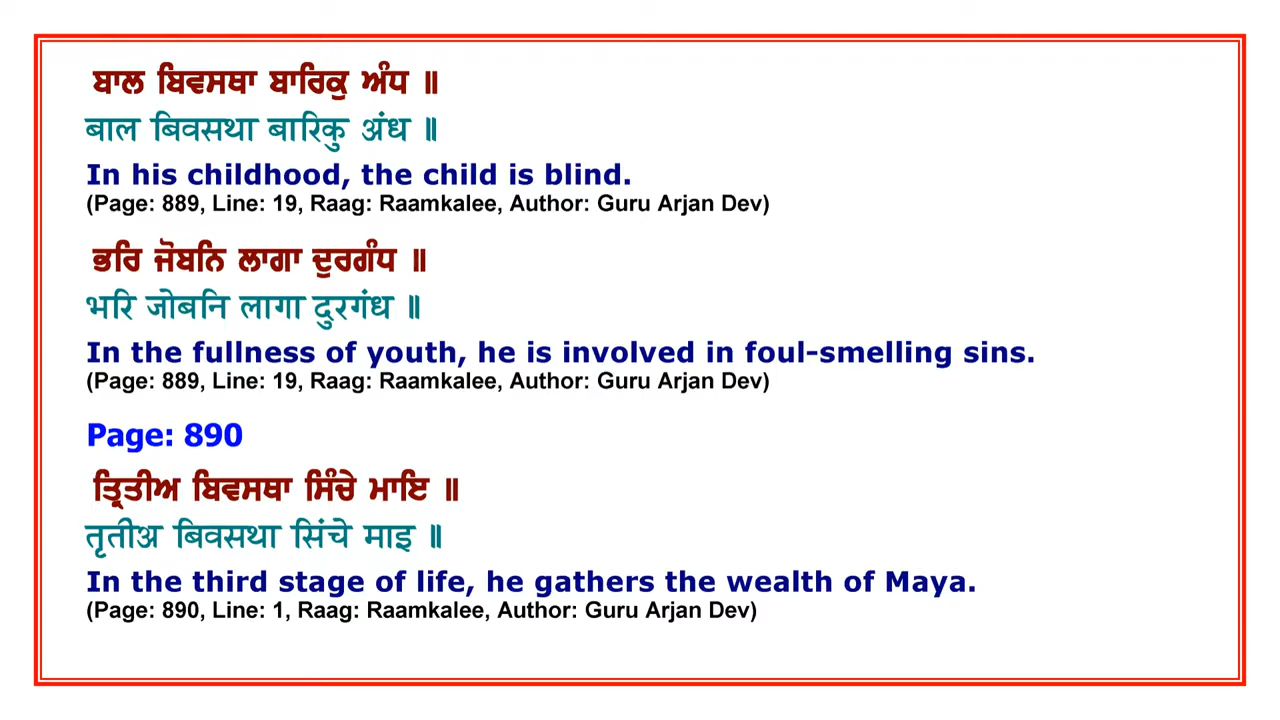 ਬਾਲ ਬਿਵਸਥਾ ਬਾਰਿਕੁ ਅੰਧ ॥
बाल बिवसथा बारिकु अंध ॥
In his childhood, the child is blind.
(Page: 889, Line: 19, Raag: Raamkalee, Author: Guru Arjan Dev)
ਭਰਿ ਜੋਬਨਿ ਲਾਗਾ ਦੁਰਗੰਧ ॥
भरि जोबनि लागा दुरगंध ॥
In the fullness of youth, he is involved in foul-smelling sins.
(Page: 889, Line: 19, Raag: Raamkalee, Author: Guru Arjan Dev)
Page: 890
ਤ੍ਰਿਤੀਅ ਬਿਵਸਥਾ ਸਿੰਚੇ ਮਾਇ ॥
तृतीअ बिवसथा सिंचे माइ ॥
In the third stage of life, he gathers the wealth of Maya.
(Page: 890, Line: 1, Raag: Raamkalee, Author: Guru Arjan Dev)